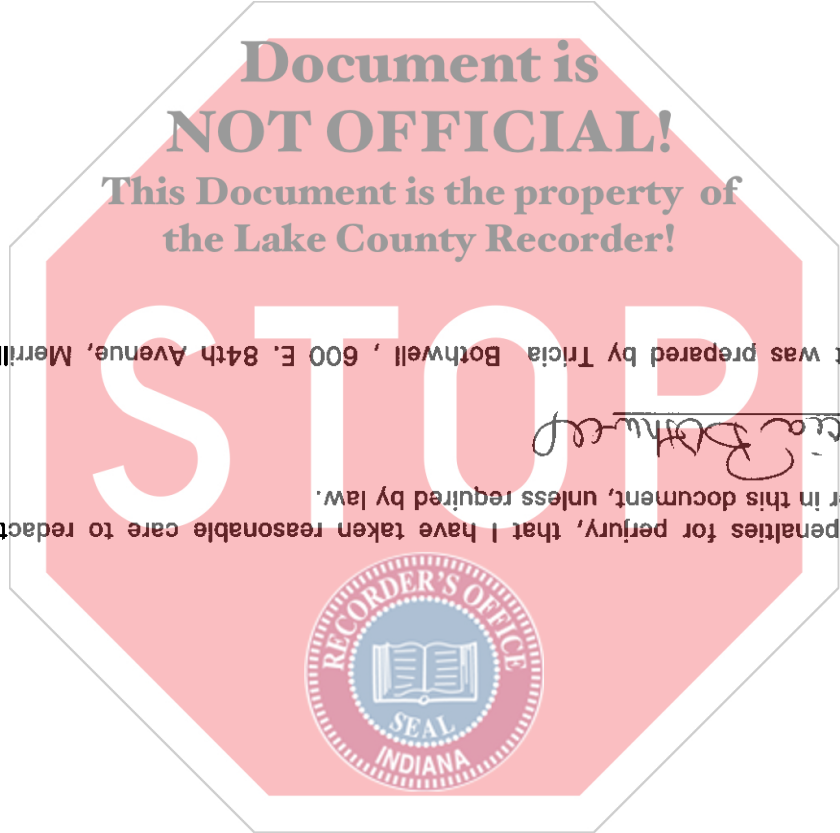 Document is
NOT OFFICIAL!
This Document is the property of
the Lake County Recorder!
STOP
penalties for perjury, that I have taken reasonable care to redact
in this document, unless required by law.
Bothwell
was prepared by Tricia Bothwell , 600 E. 84th Avenue, Merrill
RECORDER'S OFFICE
SEAL
INDIANA